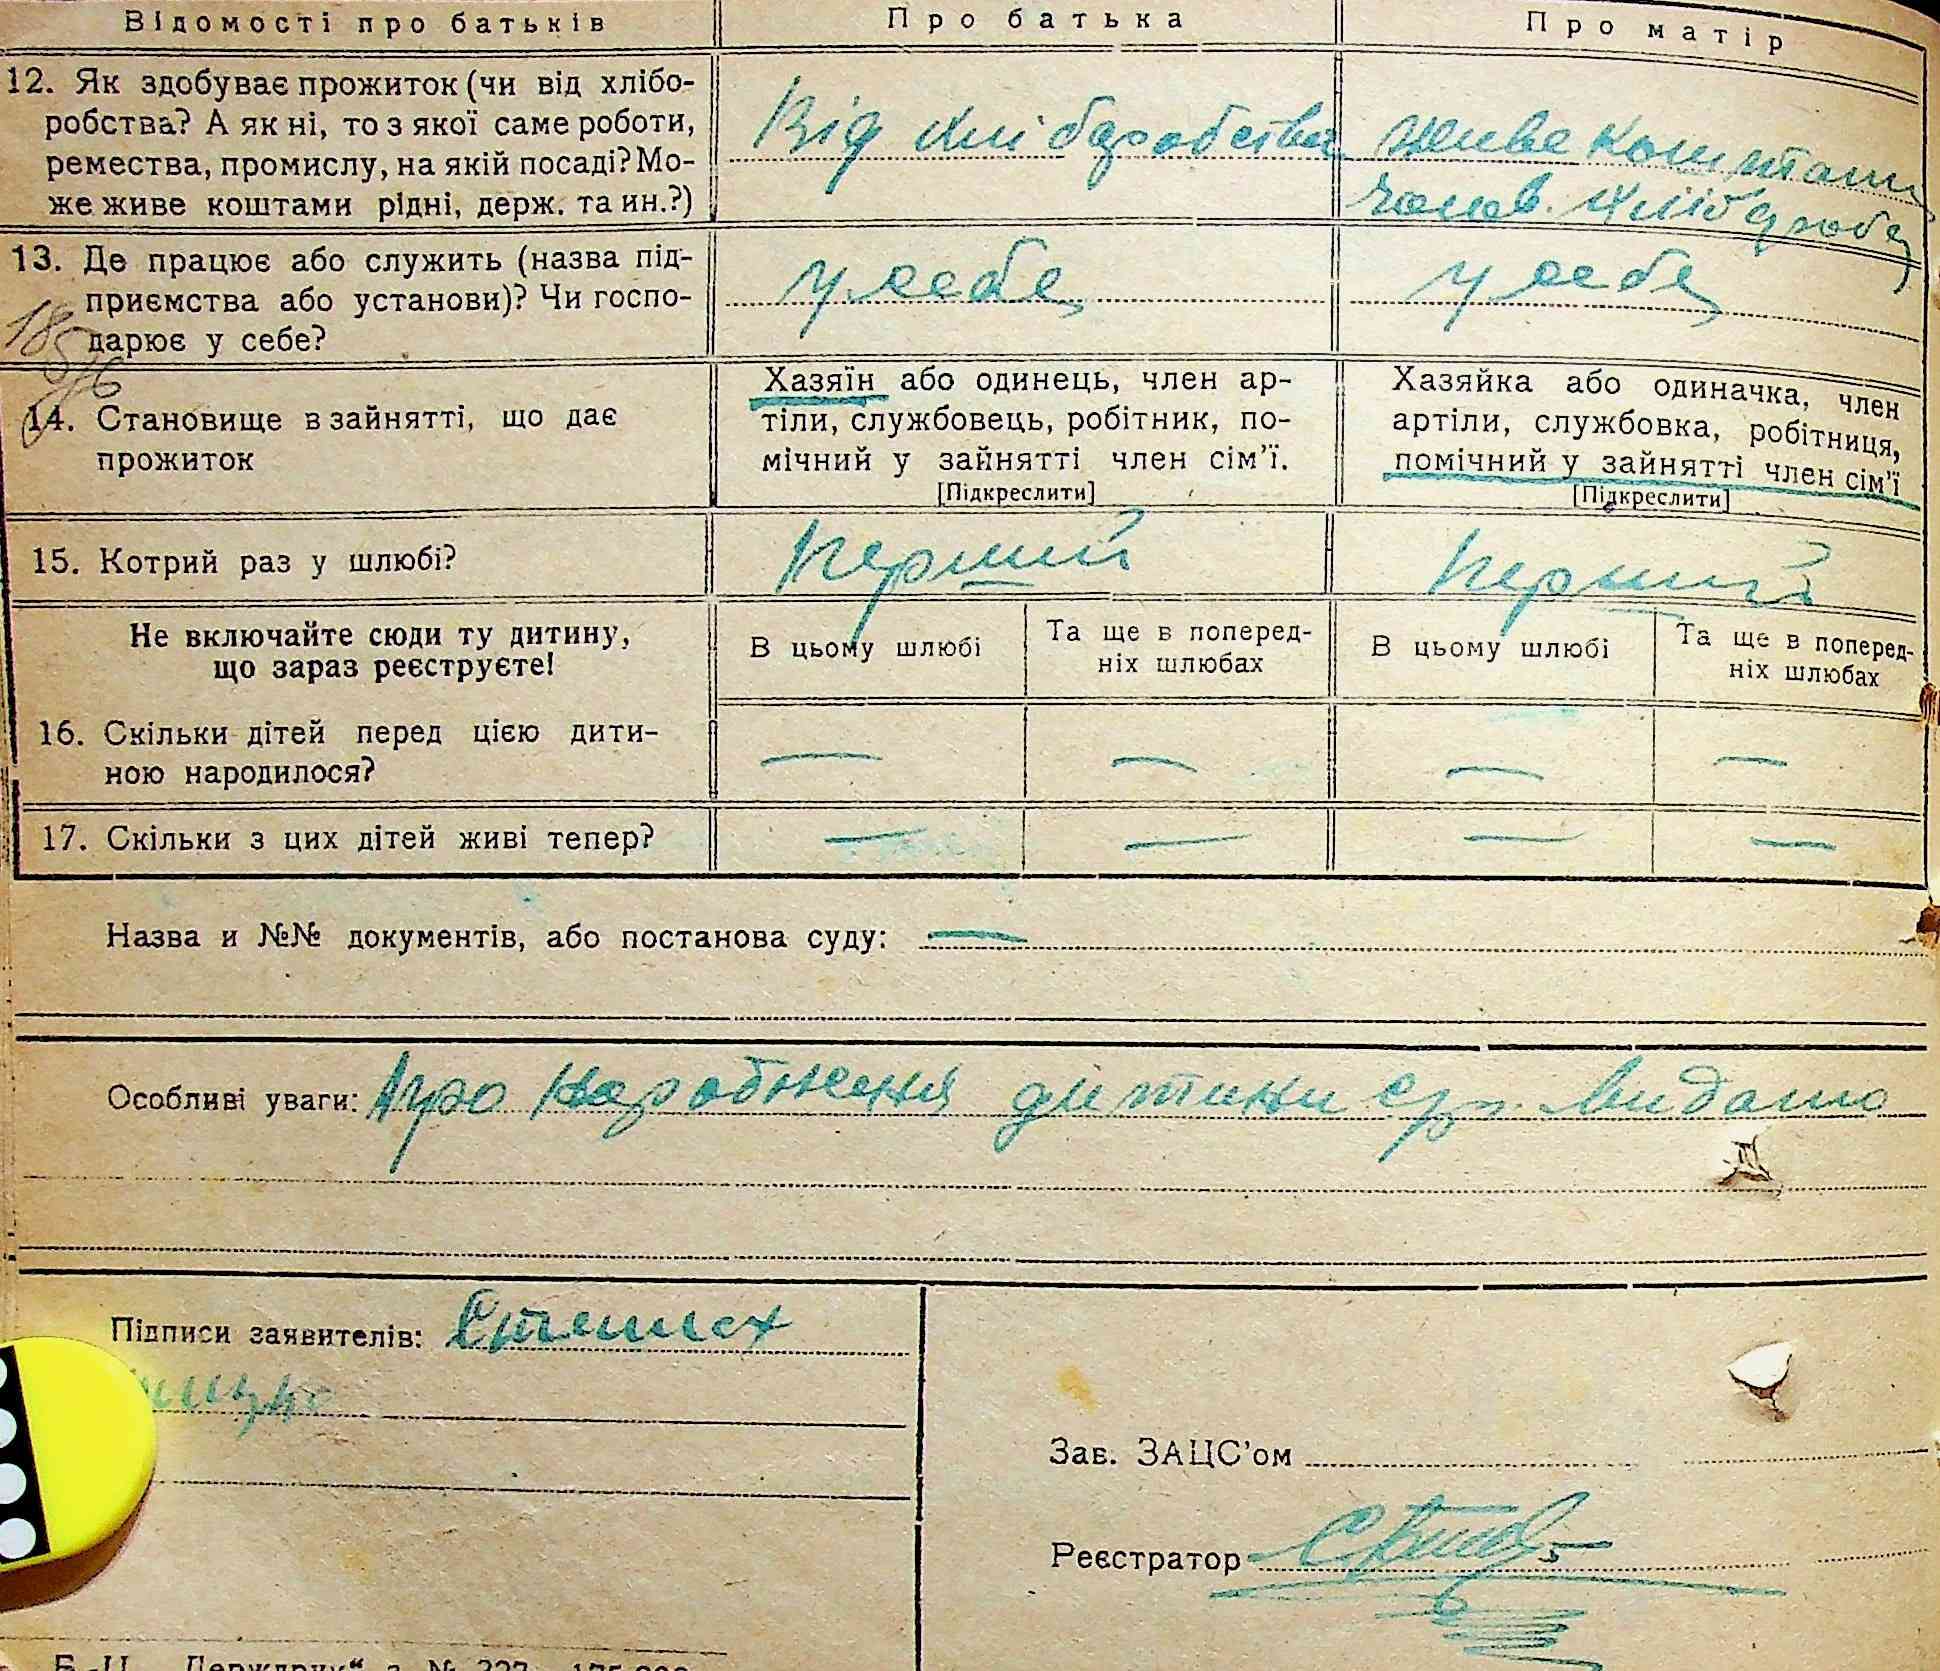 Відомості про батьків
Про батька
Про матір
12. Як здобуває прожиток (чи від хлібо-
робства? А як ні, то з якої саме роботи,
ремества, промислу, на якій посаді? Мо-
же живе коштами рідні, держ. та ин.?)
Від хліборобства
живе коштами
чолов. хлібороба
13. Де працює або служить (назва під-
приємства або установи)? Чи госпо-
дарює у себе?
у себе
у себе
14. Становище в зайнятті, що дає
прожиток
Хазяїн або одинець, член ар-
тіли, службовець, робітник, по-
мічний у зайнятті член сім'ї.
[Підкреслити]
Хазяйка або одиначка, член
артіли, службовка, робітниця,
помічний у зайнятті член сім'ї
[Підкреслити]
15. Котрий раз у шлюбі?
Перший
Перший
Не включайте сюди ту дитину,
що зараз реєструєте!
В цьому шлюбі
Та ще в поперед-
ніх шлюбах
В цьому шлюбі
Та ще в поперед-
ніх шлюбах
16. Скільки дітей перед цією дити-
ною народилося?
— — — —
17. Скільки з цих дітей живі тепер?
— — — —
Назва и №№ документів, або постанова суду: —
Особливі уваги: Про народження дитини видано
Підписи заявителів:
Зав. ЗАЦС'ом
Реєстратор